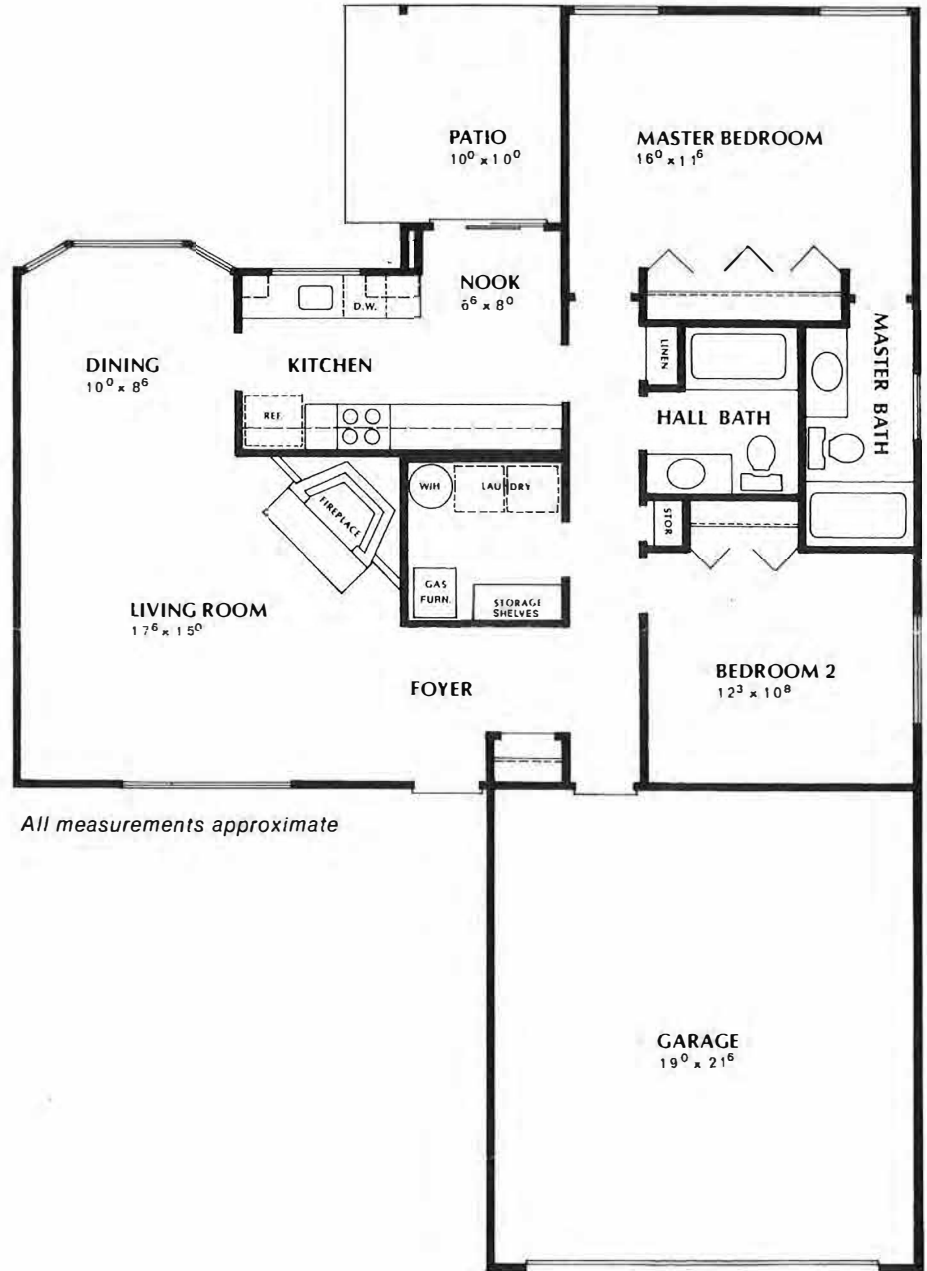 PATIO
10⁰ x 10⁰
MASTER BEDROOM
16⁰ x 11⁶
NOOK
6⁶ x 8⁰
D.W.
DINING
10⁰ x 8⁶
KITCHEN
LINEN
MASTER BATH
HALL BATH
REF.
W/H
LAUNDRY
FIREPLACE
STOR
GAS
FURN.
STORAGE
SHELVES
LIVING ROOM
17⁶ x 15⁰
FOYER
BEDROOM 2
12³ x 10⁸
All measurements approximate
GARAGE
19⁰ x 21⁶